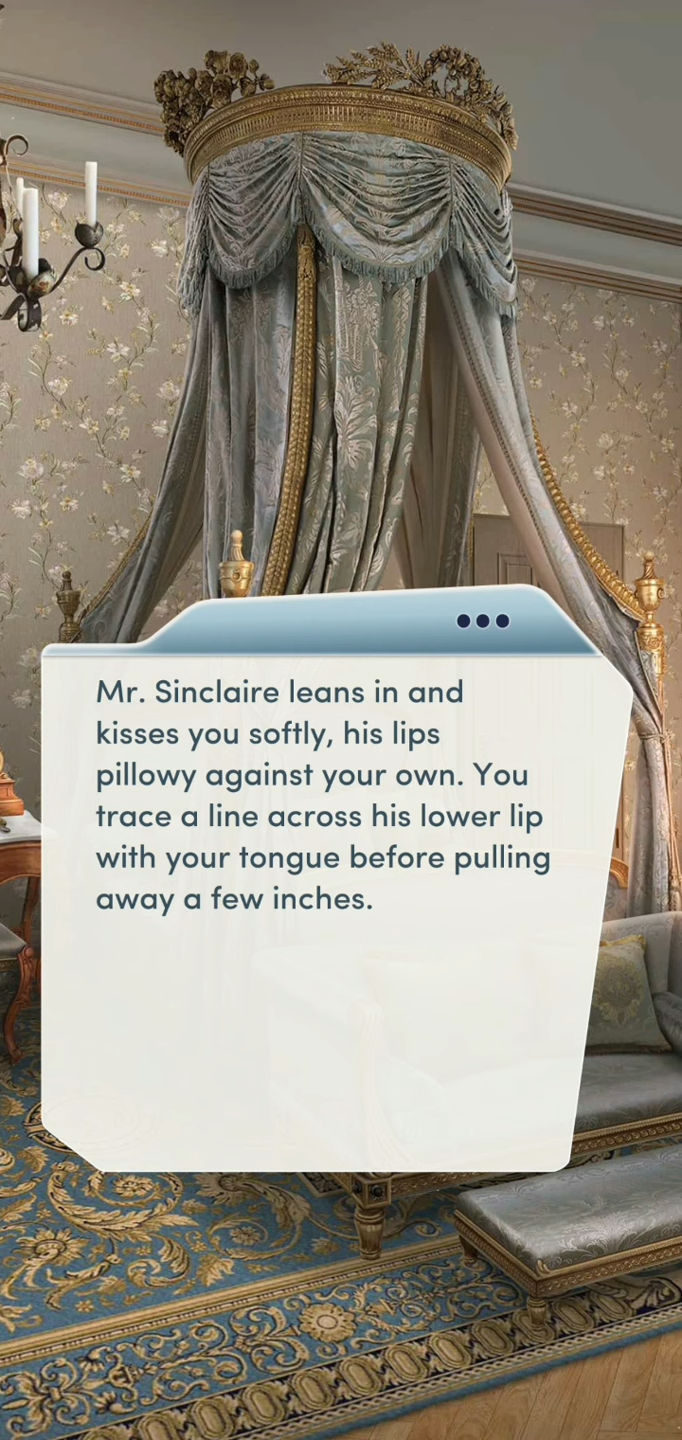 Mr. Sinclaire leans in and
kisses you softly, his lips
pillowy against your own. You
trace a line across his lower lip
with your tongue before pulling
away a few inches.